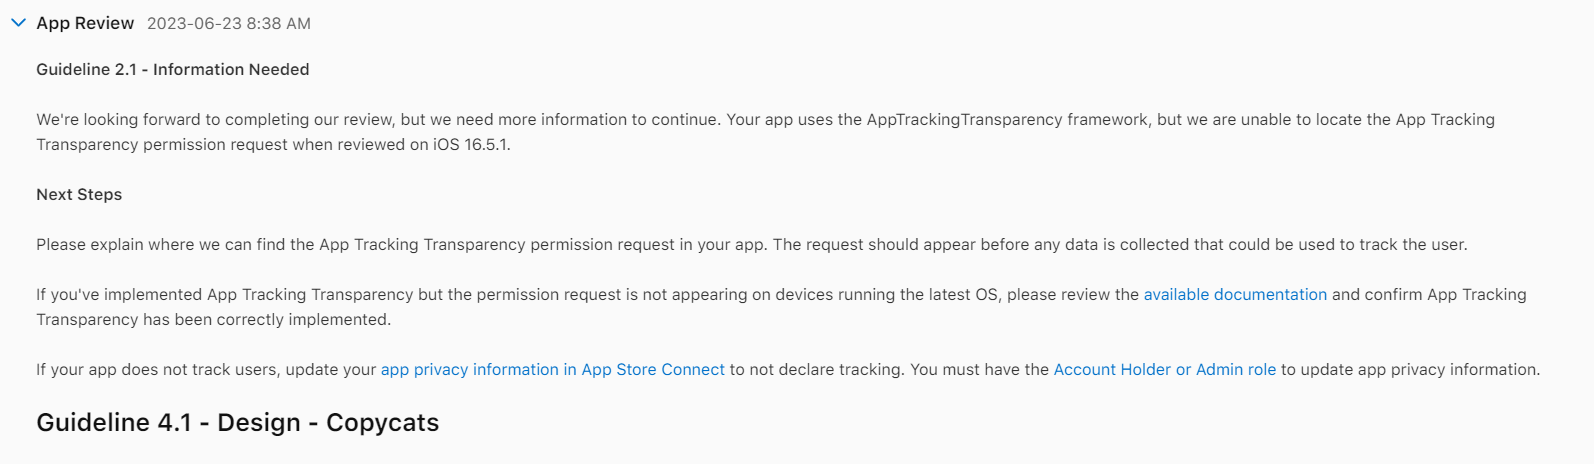 App Review 2023-06-23 8:38 AM
Guideline 2.1 - Information Needed
We're looking forward to completing our review, but we need more information to continue. Your app uses the AppTrackingTransparency framework, but we are unable to locate the App Tracking
Transparency permission request when reviewed on iOS 16.5.1.
Next Steps
Please explain where we can find the App Tracking Transparency permission request in your app. The request should appear before any data is collected that could be used to track the user.
If you've implemented App Tracking Transparency but the permission request is not appearing on devices running the latest OS, please review the available documentation and confirm App Tracking
Transparency has been correctly implemented.
If your app does not track users, update your app privacy information in App Store Connect to not declare tracking. You must have the Account Holder or Admin role to update app privacy information.
Guideline 4.1 - Design - Copycats